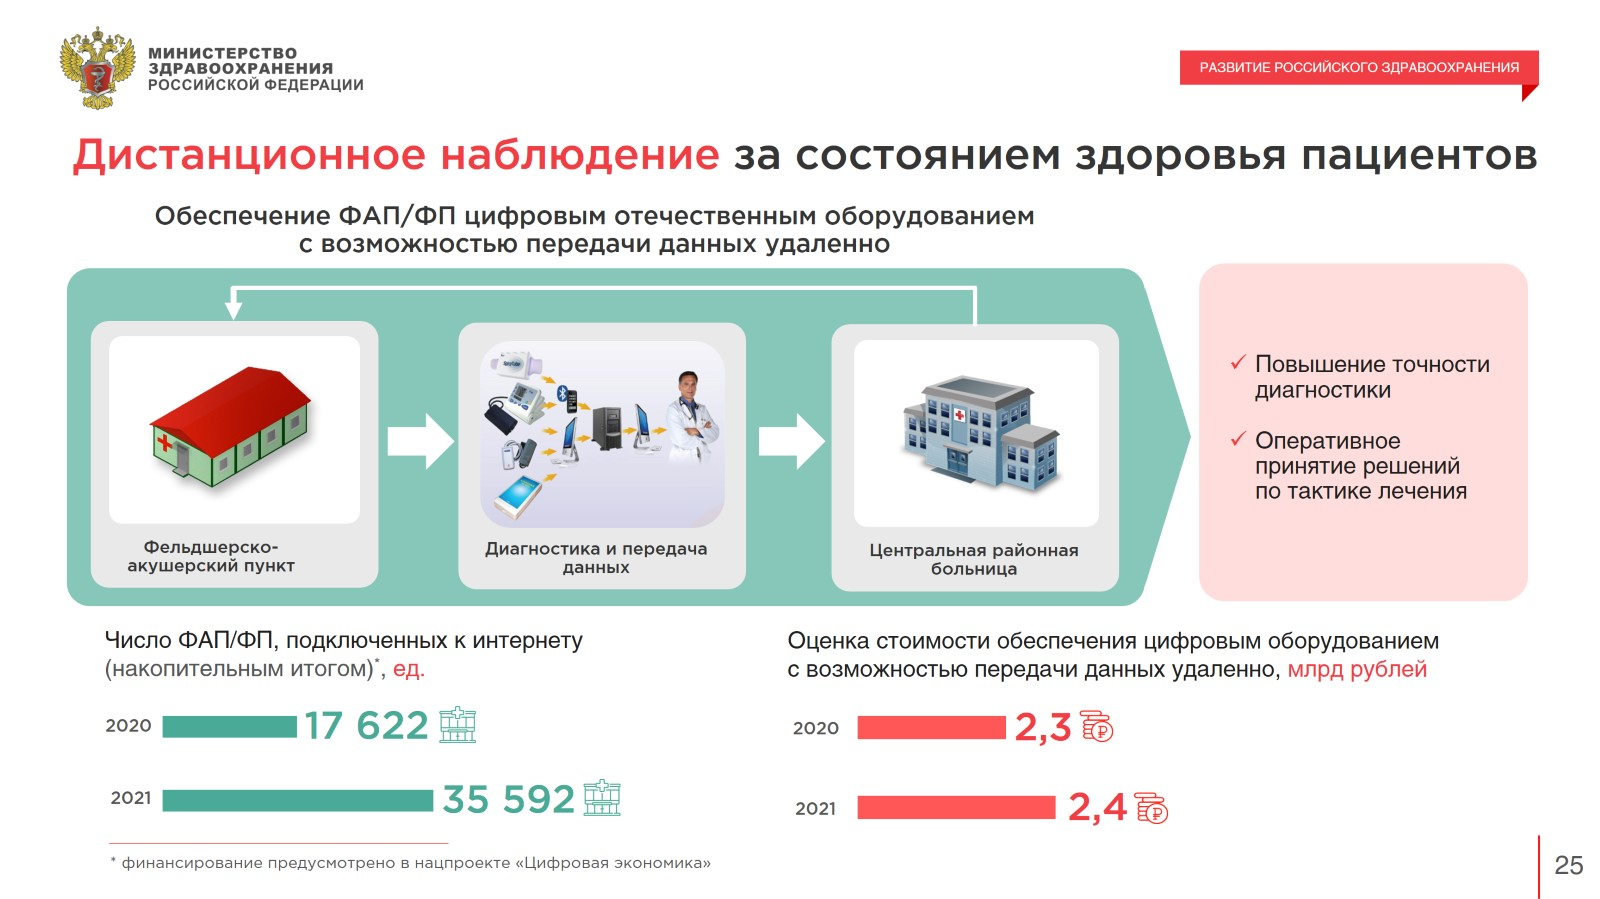 МИНИСТЕРСТВО
ЗДРАВООХРАНЕНИЯ
РОССИЙСКОЙ ФЕДЕРАЦИИ
РАЗВИТИЕ РОССИЙСКОГО ЗДРАВООХРАНЕНИЯ
Дистанционное наблюдение за состоянием здоровья пациентов
Обеспечение ФАП/ФП цифровым отечественным оборудованием
с возможностью передачи данных удаленно
Фельдшерско-
акушерский пункт
Диагностика и передача
данных
Центральная районная
больница
✓ Повышение точности
диагностики
✓ Оперативное
принятие решений
по тактике лечения
Число ФАП/ФП, подключенных к интернету
(накопительным итогом)*, ед.
2020 17 622
2021 35 592
Оценка стоимости обеспечения цифровым оборудованием
с возможностью передачи данных удаленно, млрд рублей
2020 2,3
2021 2,4
* финансирование предусмотрено в нацпроекте «Цифровая экономика»
25